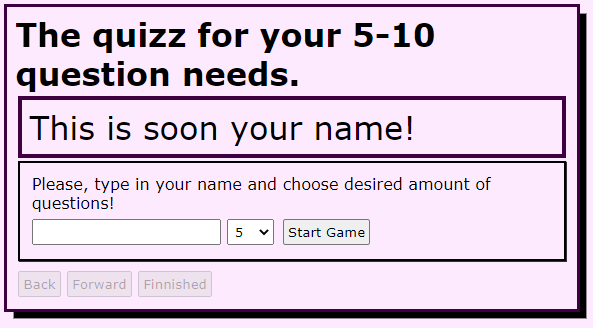 The quizz for your 5-10
question needs.
This is soon your name!
Please, type in your name and choose desired amount of
questions!
5 Start Game
Back Forward Finnished